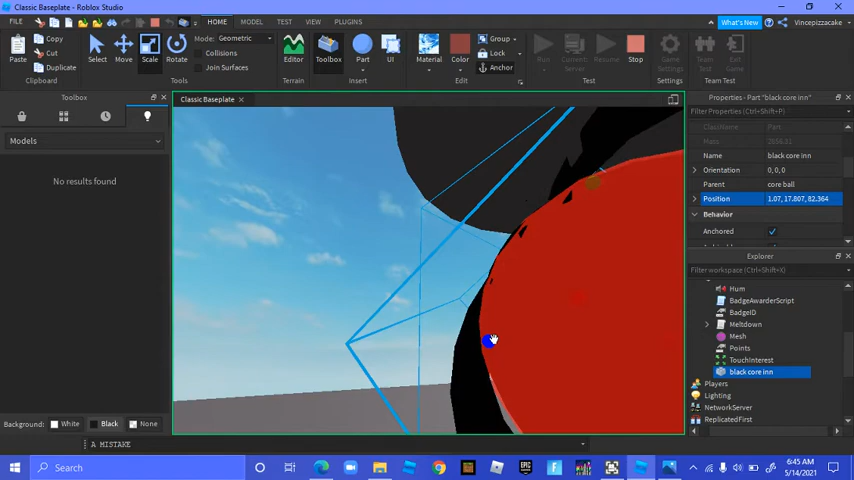 Classic Baseplate - Roblox Studio
FILE HOME MODEL TEST VIEW PLUGINS What's New Vincepizzacake
Paste Copy Cut Duplicate Clipboard
Select Move Scale Rotate Mode: Geometric Collisions Join Surfaces Tools
Editor Terrain
Toolbox Part UI Insert
Material Color Group Lock Anchor Edit
Run Current: Server Resume Stop Test
Game Settings Settings
Team Test Exit Game Team Test
Toolbox
Models
No results found
Background: White Black None
Classic Baseplate
Properties - Part "black core inn"
Filter Properties (Ctrl+Shift+P)
ClassName Part
Mass
Name black core inn
Orientation 0, 0, 0
Parent core ball
Position 1.07, 17.807, 82.364
Behavior
Anchored
Explorer
Filter workspace (Ctrl+Shift+X)
Hum
BadgeAwarderScript
BadgeID
Meltdown
Mesh
Points
TouchInterest
black core inn
Players
Lighting
NetworkServer
ReplicatedFirst
A MISTAKE
Search
EPIC
6:45 AM
5/14/2021